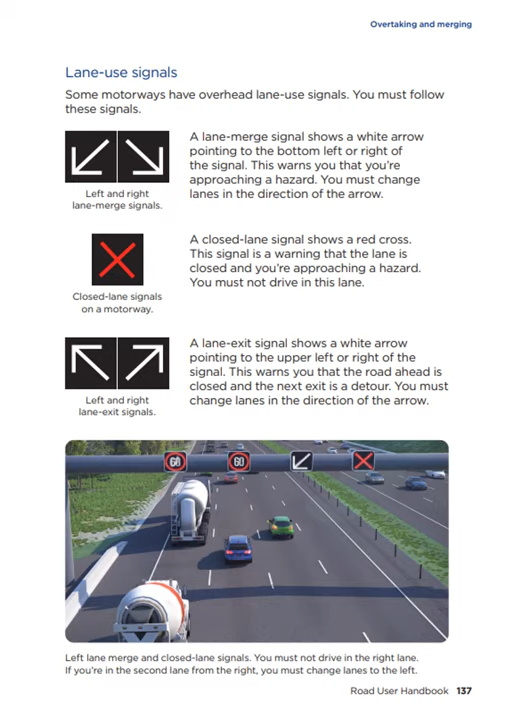 Overtaking and merging
Lane-use signals
Some motorways have overhead lane-use signals. You must follow
these signals.
A lane-merge signal shows a white arrow
pointing to the bottom left or right of
the signal. This warns you that you’re
approaching a hazard. You must change
lanes in the direction of the arrow.
Left and right
lane-merge signals.
A closed-lane signal shows a red cross.
This signal is a warning that the lane is
closed and you’re approaching a hazard.
You must not drive in this lane.
Closed-lane signals
on a motorway.
A lane-exit signal shows a white arrow
pointing to the upper left or right of the
signal. This warns you that the road ahead is
closed and the next exit is a detour. You must
change lanes in the direction of the arrow.
Left and right
lane-exit signals.
60
60
Left lane merge and closed-lane signals. You must not drive in the right lane.
If you’re in the second lane from the right, you must change lanes to the left.
Road User Handbook 137